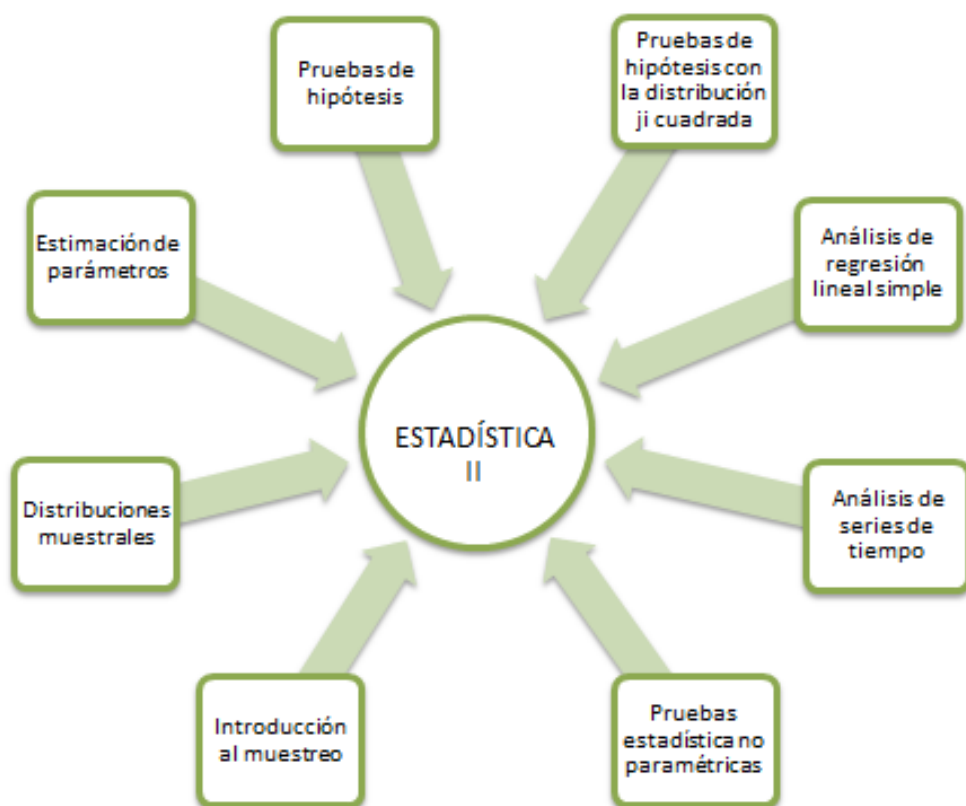 Pruebas de
hipótesis
Pruebas de
hipótesis con
la distribución
ji cuadrada
Estimación de
parámetros
Análisis de
regresión
lineal simple
ESTADÍSTICA
II
Distribuciones
muestrales
Análisis de
series de
tiempo
Introducción
al muestreo
Pruebas
estadística no
paramétricas